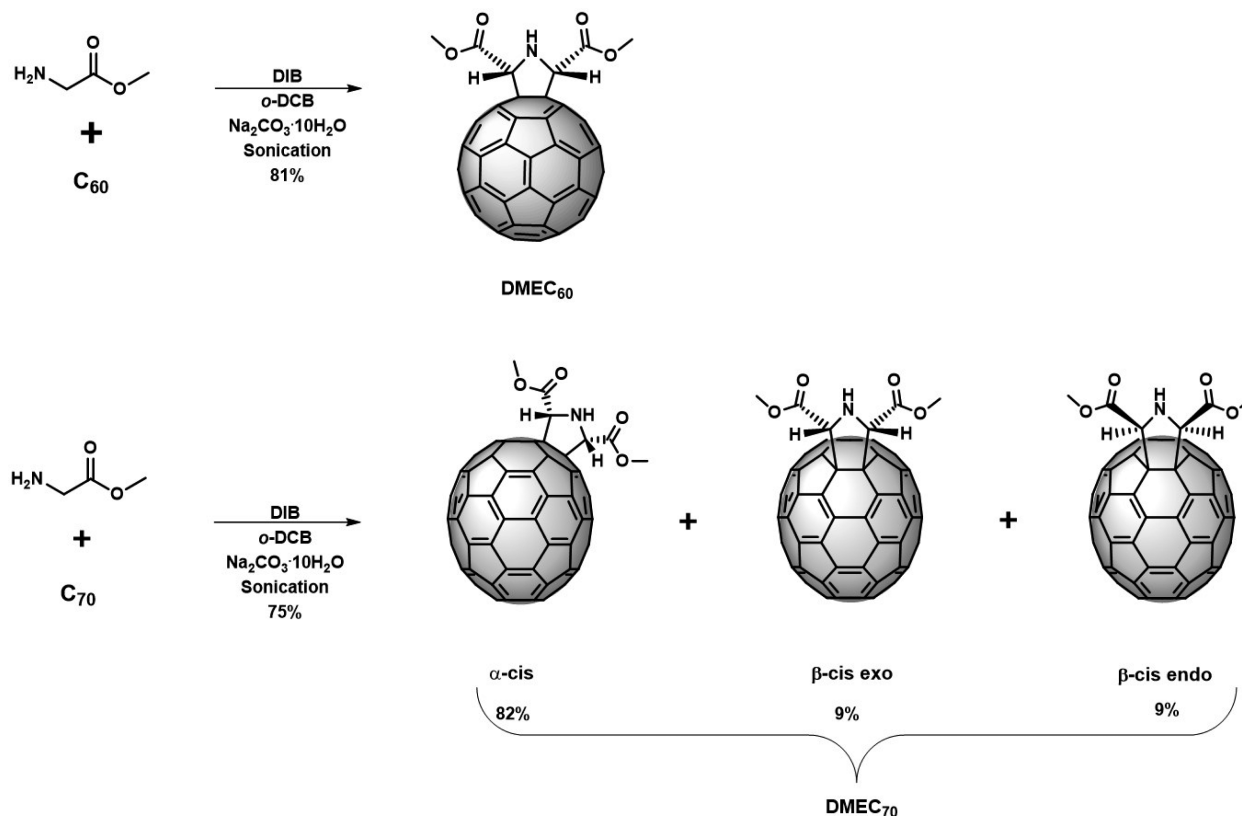 H₂N
O
O
+
C₆₀
DIB
o-DCB
Na₂CO₃·10H₂O
Sonication
81%
O
O
H
N
O
O
H
H
DMEC₆₀
H₂N
O
O
+
C₇₀
DIB
o-DCB
Na₂CO₃·10H₂O
Sonication
75%
O
O
H
NH
O
H
O
α-cis
82%
+
O
O
H
N
O
O
H
H
β-cis exo
9%
+
O
O
H
N
O
O
H
H
β-cis endo
9%
DMEC₇₀